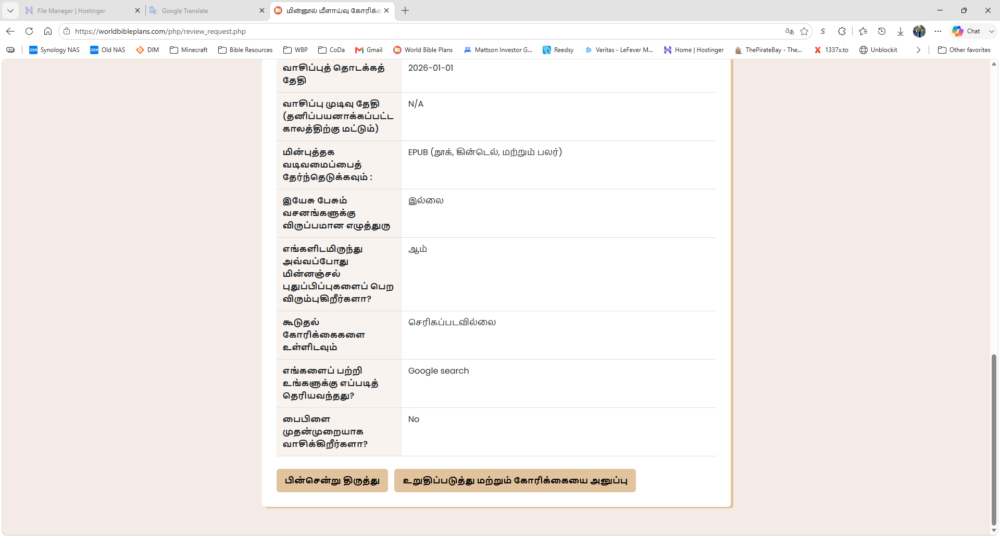 File Manager | Hostinger
Google Translate
மின்னூல் மீளாய்வு கோரிக்
https://worldbibleplans.com/php/review_request.php
Chat
Synology NAS
Old NAS
DIM
Minecraft
Bible Resources
WBP
CoDa
Gmail
World Bible Plans
Mattson Investor G...
Reedsy
Veritas - LeFever M...
Home | Hostinger
ThePirateBay - The...
1337x.to
Unblockit
Other favorites
வாசிப்புத் தொடக்கத்
தேதி
2026-01-01
வாசிப்பு முடிவு தேதி
(தனிப்பயனாக்கப்பட்ட
காலத்திற்கு மட்டும்)
N/A
மின்புத்தக
வடிவமைப்பைத்
தேர்ந்தெடுக்கவும் :
EPUB (நூக், கின்டெல், மற்றும் பலர்)
இயேசு பேசும்
வசனங்களுக்கு
விருப்பமான எழுத்துரு
இல்லை
எங்களிடமிருந்து
அவ்வப்போது
மின்னஞ்சல்
புதுப்பிப்புகளைப் பெற
விரும்புகிறீர்களா?
ஆம்
கூடுதல்
கோரிக்கைகளை
உள்ளிடவும்
செரிகப்படவில்லை
எங்களைப் பற்றி
உங்களுக்கு எப்படித்
தெரியவந்தது?
Google search
பைபிளை
முதன்முறையாக
வாசிக்கிறீர்களா?
No
பின்சென்று திருத்து
உறுதிப்படுத்து மற்றும் கோரிக்கையை அனுப்பு